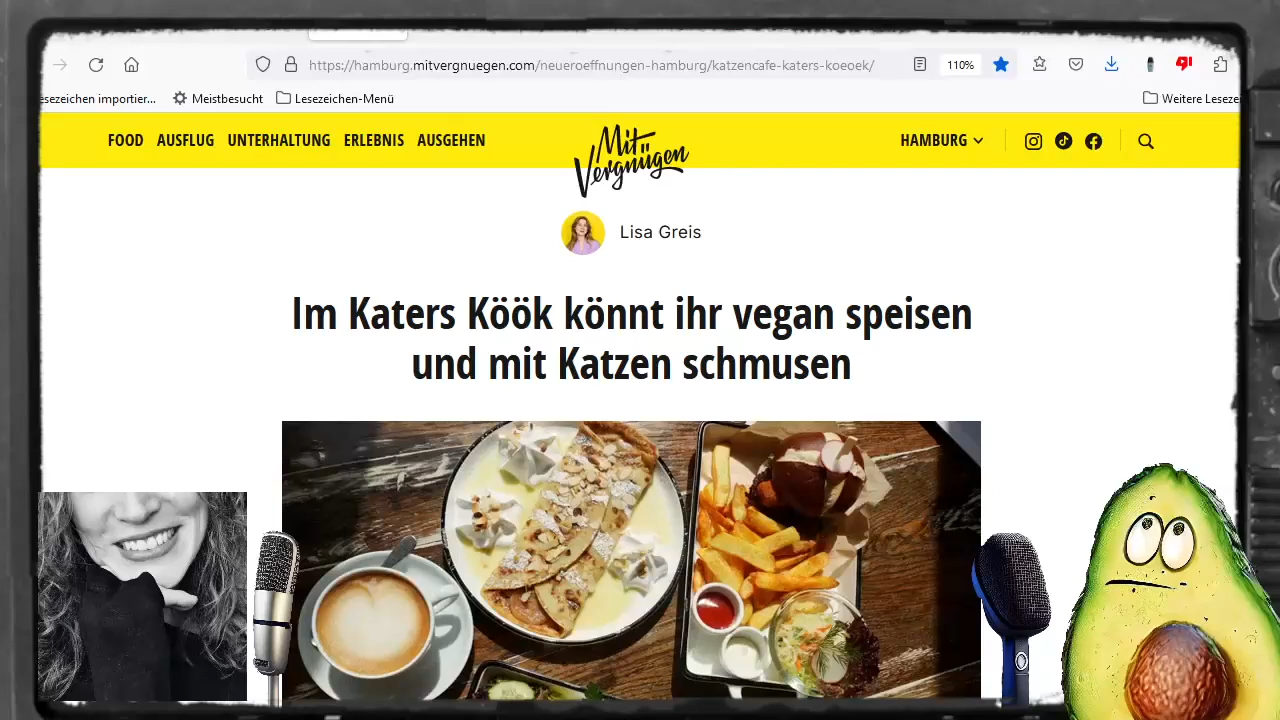 https://hamburg.mitvergnuegen.com/neueroeffnungen-hamburg/katzencafe-katers-koeoek/
110%
esezeichen importier...
Meistbesucht
Lesezeichen-Menü
Weitere Leseze
FOOD AUSFLUG UNTERHALTUNG ERLEBNIS AUSGEHEN
Mit
Vergnügen
HAMBURG
Lisa Greis
Im Katers Köök könnt ihr vegan speisen
und mit Katzen schmusen